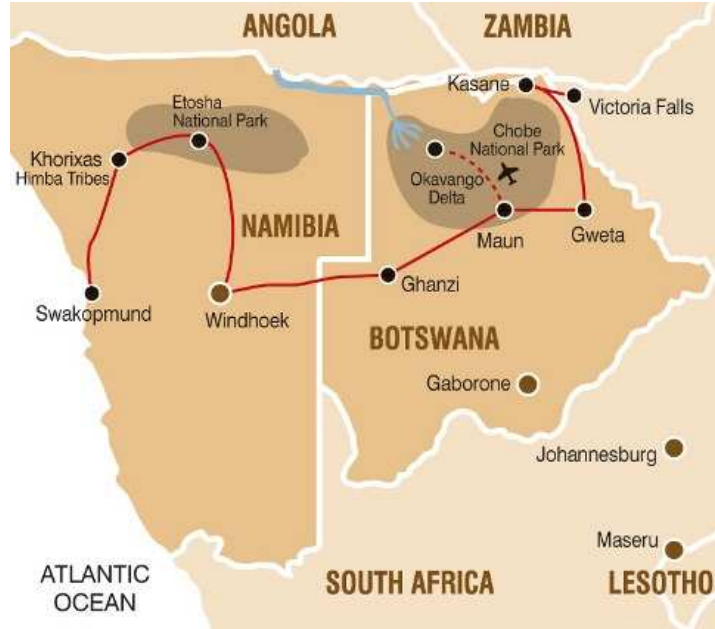 ANGOLA
ZAMBIA
Kasane
Victoria Falls
Etosha
National Park
Chobe
National Park
Khorixas
Himba Tribes
Okavango
Delta
NAMIBIA
Maun
Gweta
Ghanzi
Swakopmund
Windhoek
BOTSWANA
Gaborone
Johannesburg
Maseru
ATLANTIC
OCEAN
SOUTH AFRICA
LESOTHO